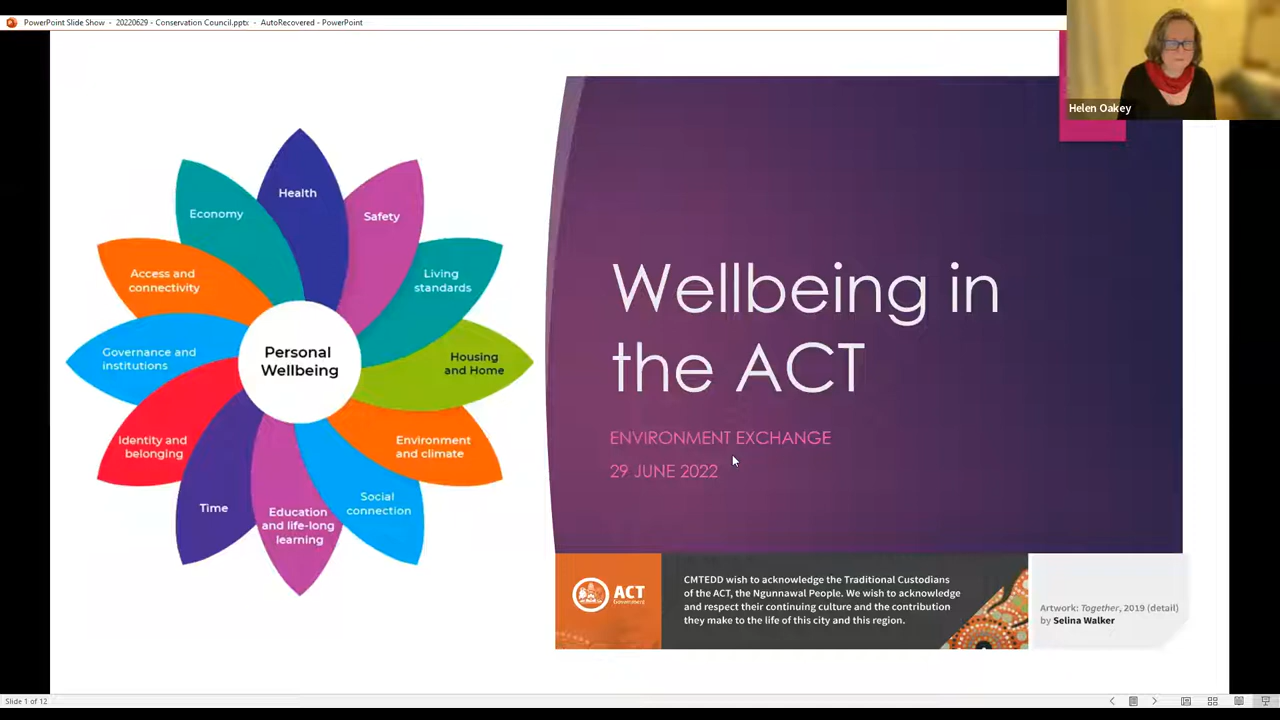 PowerPoint Slide Show - 20220629 - Conservation Council.pptx - AutoRecovered - PowerPoint
Helen Oakey
Health
Safety
Economy
Living
standards
Access and
connectivity
Governance and
institutions
Personal
Wellbeing
Housing
and Home
Identity and
belonging
Environment
and climate
Time
Social
connection
Education
and life-long
learning
Wellbeing in
the ACT
ENVIRONMENT EXCHANGE
29 JUNE 2022
ACT
Government
CMTEDD wish to acknowledge the Traditional Custodians
of the ACT, the Ngunnawal People. We wish to acknowledge
and respect their continuing culture and the contribution
they make to the life of this city and this region.
Artwork: Together, 2019 (detail)
by Selina Walker
Slide 1 of 12